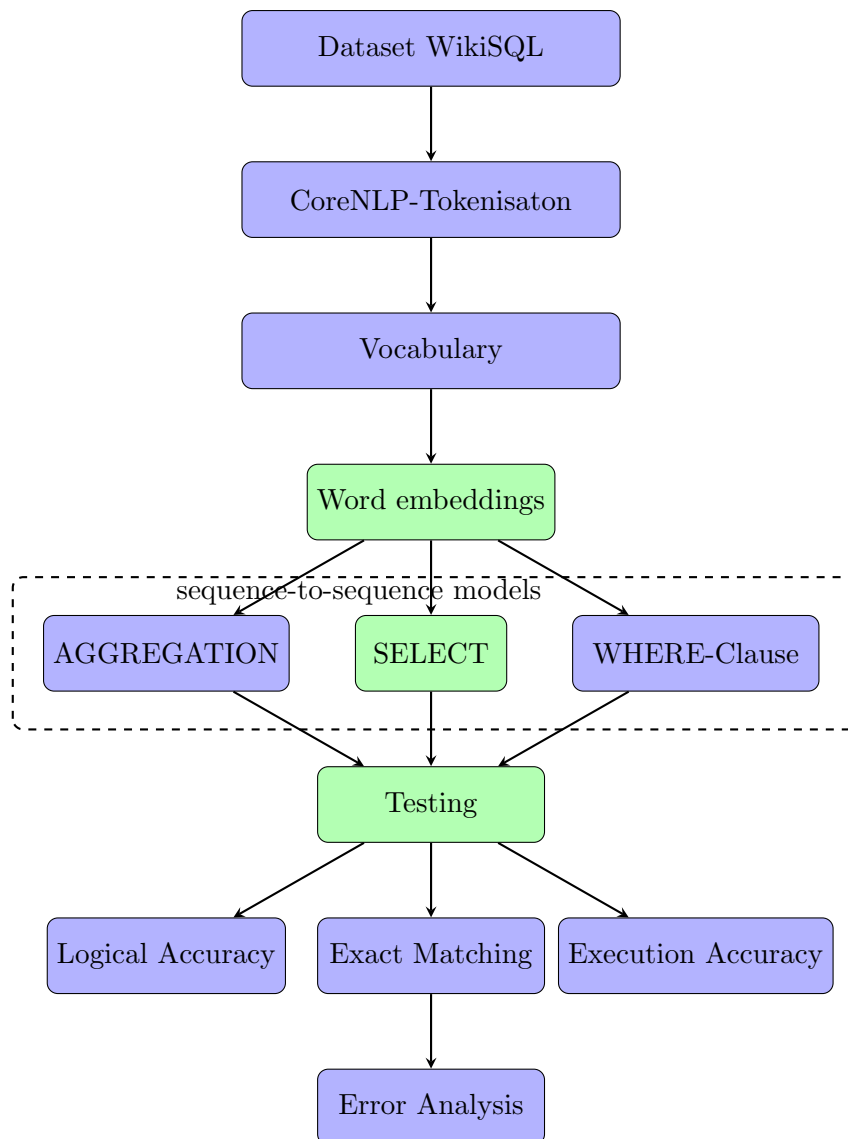 Dataset WikiSQL
CoreNLP-Tokenisaton
Vocabulary
Word embeddings
sequence-to-sequence models
AGGREGATION
SELECT
WHERE-Clause
Testing
Logical Accuracy
Exact Matching
Execution Accuracy
Error Analysis